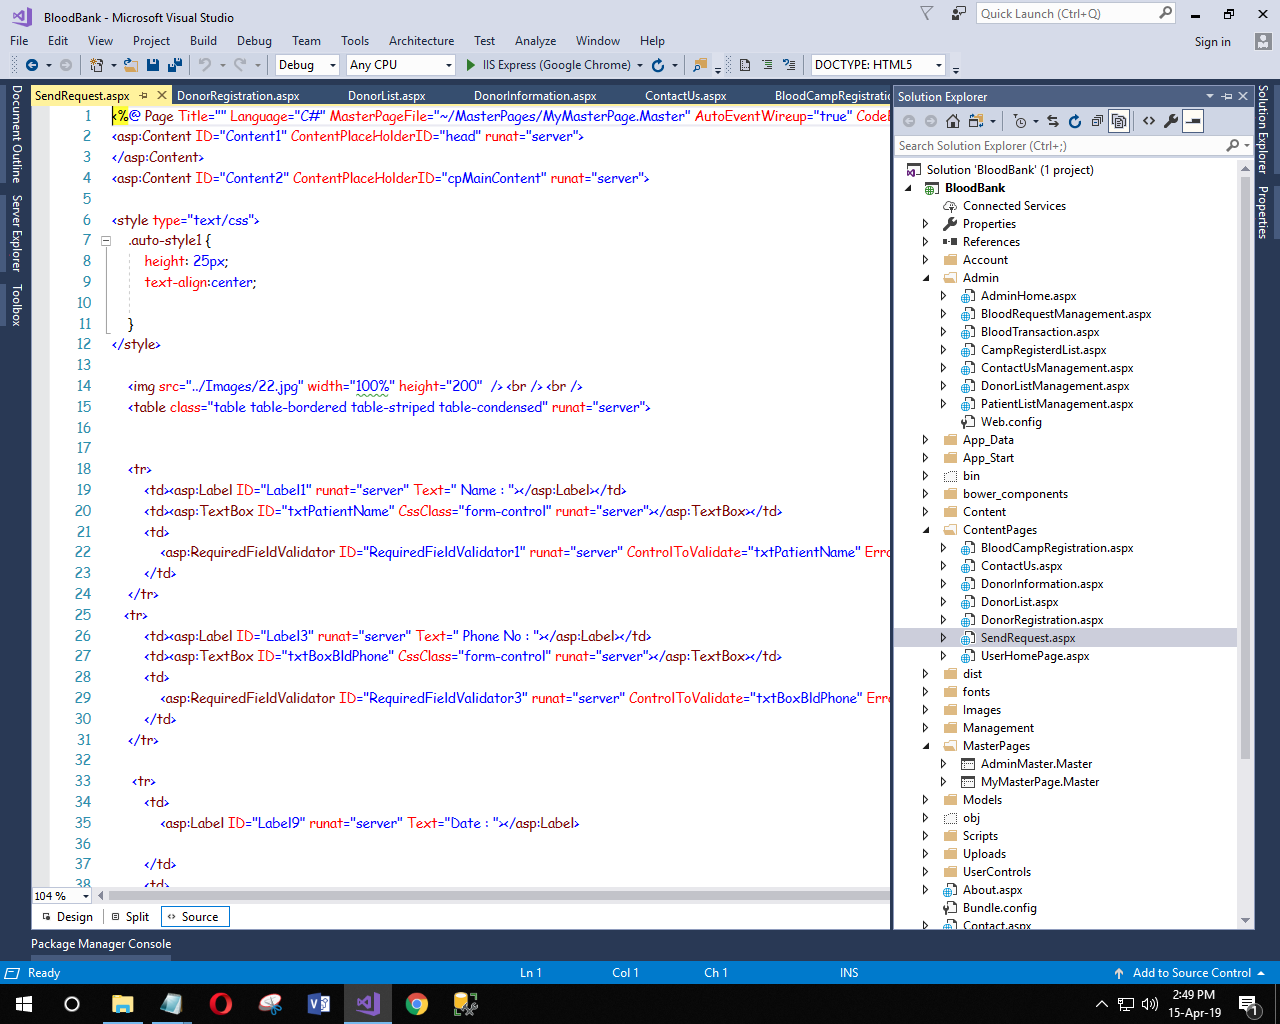 BloodBank - Microsoft Visual Studio
Quick Launch (Ctrl+Q)
File Edit View Project Build Debug Team Tools Architecture Test Analyze Window Help
Sign in
Debug Any CPU IIS Express (Google Chrome) DOCTYPE: HTML5
SendRequest.aspx DonorRegistration.aspx DonorList.aspx DonorInformation.aspx ContactUs.aspx BloodCampRegistratio
Document Outline
Server Explorer
Toolbox
1 <%@ Page Title="" Language="C#" MasterPageFile="~/MasterPages/MyMasterPage.Master" AutoEventWireup="true" CodeB
2 <asp:Content ID="Content1" ContentPlaceHolderID="head" runat="server">
3 </asp:Content>
4 <asp:Content ID="Content2" ContentPlaceHolderID="cpMainContent" runat="server">
5
6 <style type="text/css">
7 .auto-style1 {
8 height: 25px;
9 text-align:center;
10
11 }
12 </style>
13
14 <img src="../Images/22.jpg" width="100%" height="200" /> <br /> <br />
15 <table class="table table-bordered table-striped table-condensed" runat="server">
16
17
18 <tr>
19 <td><asp:Label ID="Label1" runat="server" Text=" Name : "></asp:Label></td>
20 <td><asp:TextBox ID="txtPatientName" CssClass="form-control" runat="server"></asp:TextBox></td>
21 <td>
22 <asp:RequiredFieldValidator ID="RequiredFieldValidator1" runat="server" ControlToValidate="txtPatientName" Erro
23 </td>
24 </tr>
25 <tr>
26 <td><asp:Label ID="Label3" runat="server" Text=" Phone No : "></asp:Label></td>
27 <td><asp:TextBox ID="txtBoxBldPhone" CssClass="form-control" runat="server"></asp:TextBox></td>
28 <td>
29 <asp:RequiredFieldValidator ID="RequiredFieldValidator3" runat="server" ControlToValidate="txtBoxBldPhone" Erro
30 </td>
31 </tr>
32
33 <tr>
34 <td>
35 <asp:Label ID="Label9" runat="server" Text="Date : "></asp:Label>
36
37 </td>
38 <td>
104 %
Design Split Source
Solution Explorer
Search Solution Explorer (Ctrl+;)
Solution 'BloodBank' (1 project)
BloodBank
Connected Services
Properties
References
Account
Admin
AdminHome.aspx
BloodRequestManagement.aspx
BloodTransaction.aspx
CampRegisterdList.aspx
ContactUsManagement.aspx
DonorListManagement.aspx
PatientListManagement.aspx
Web.config
App_Data
App_Start
bin
bower_components
Content
ContentPages
BloodCampRegistration.aspx
ContactUs.aspx
DonorInformation.aspx
DonorList.aspx
DonorRegistration.aspx
SendRequest.aspx
UserHomePage.aspx
dist
fonts
Images
Management
MasterPages
AdminMaster.Master
MyMasterPage.Master
Models
obj
Scripts
Uploads
UserControls
About.aspx
Bundle.config
Contact.aspx
Solution Explorer
Properties
Package Manager Console
Ready Ln 1 Col 1 Ch 1 INS Add to Source Control
2:49 PM
15-Apr-19
1